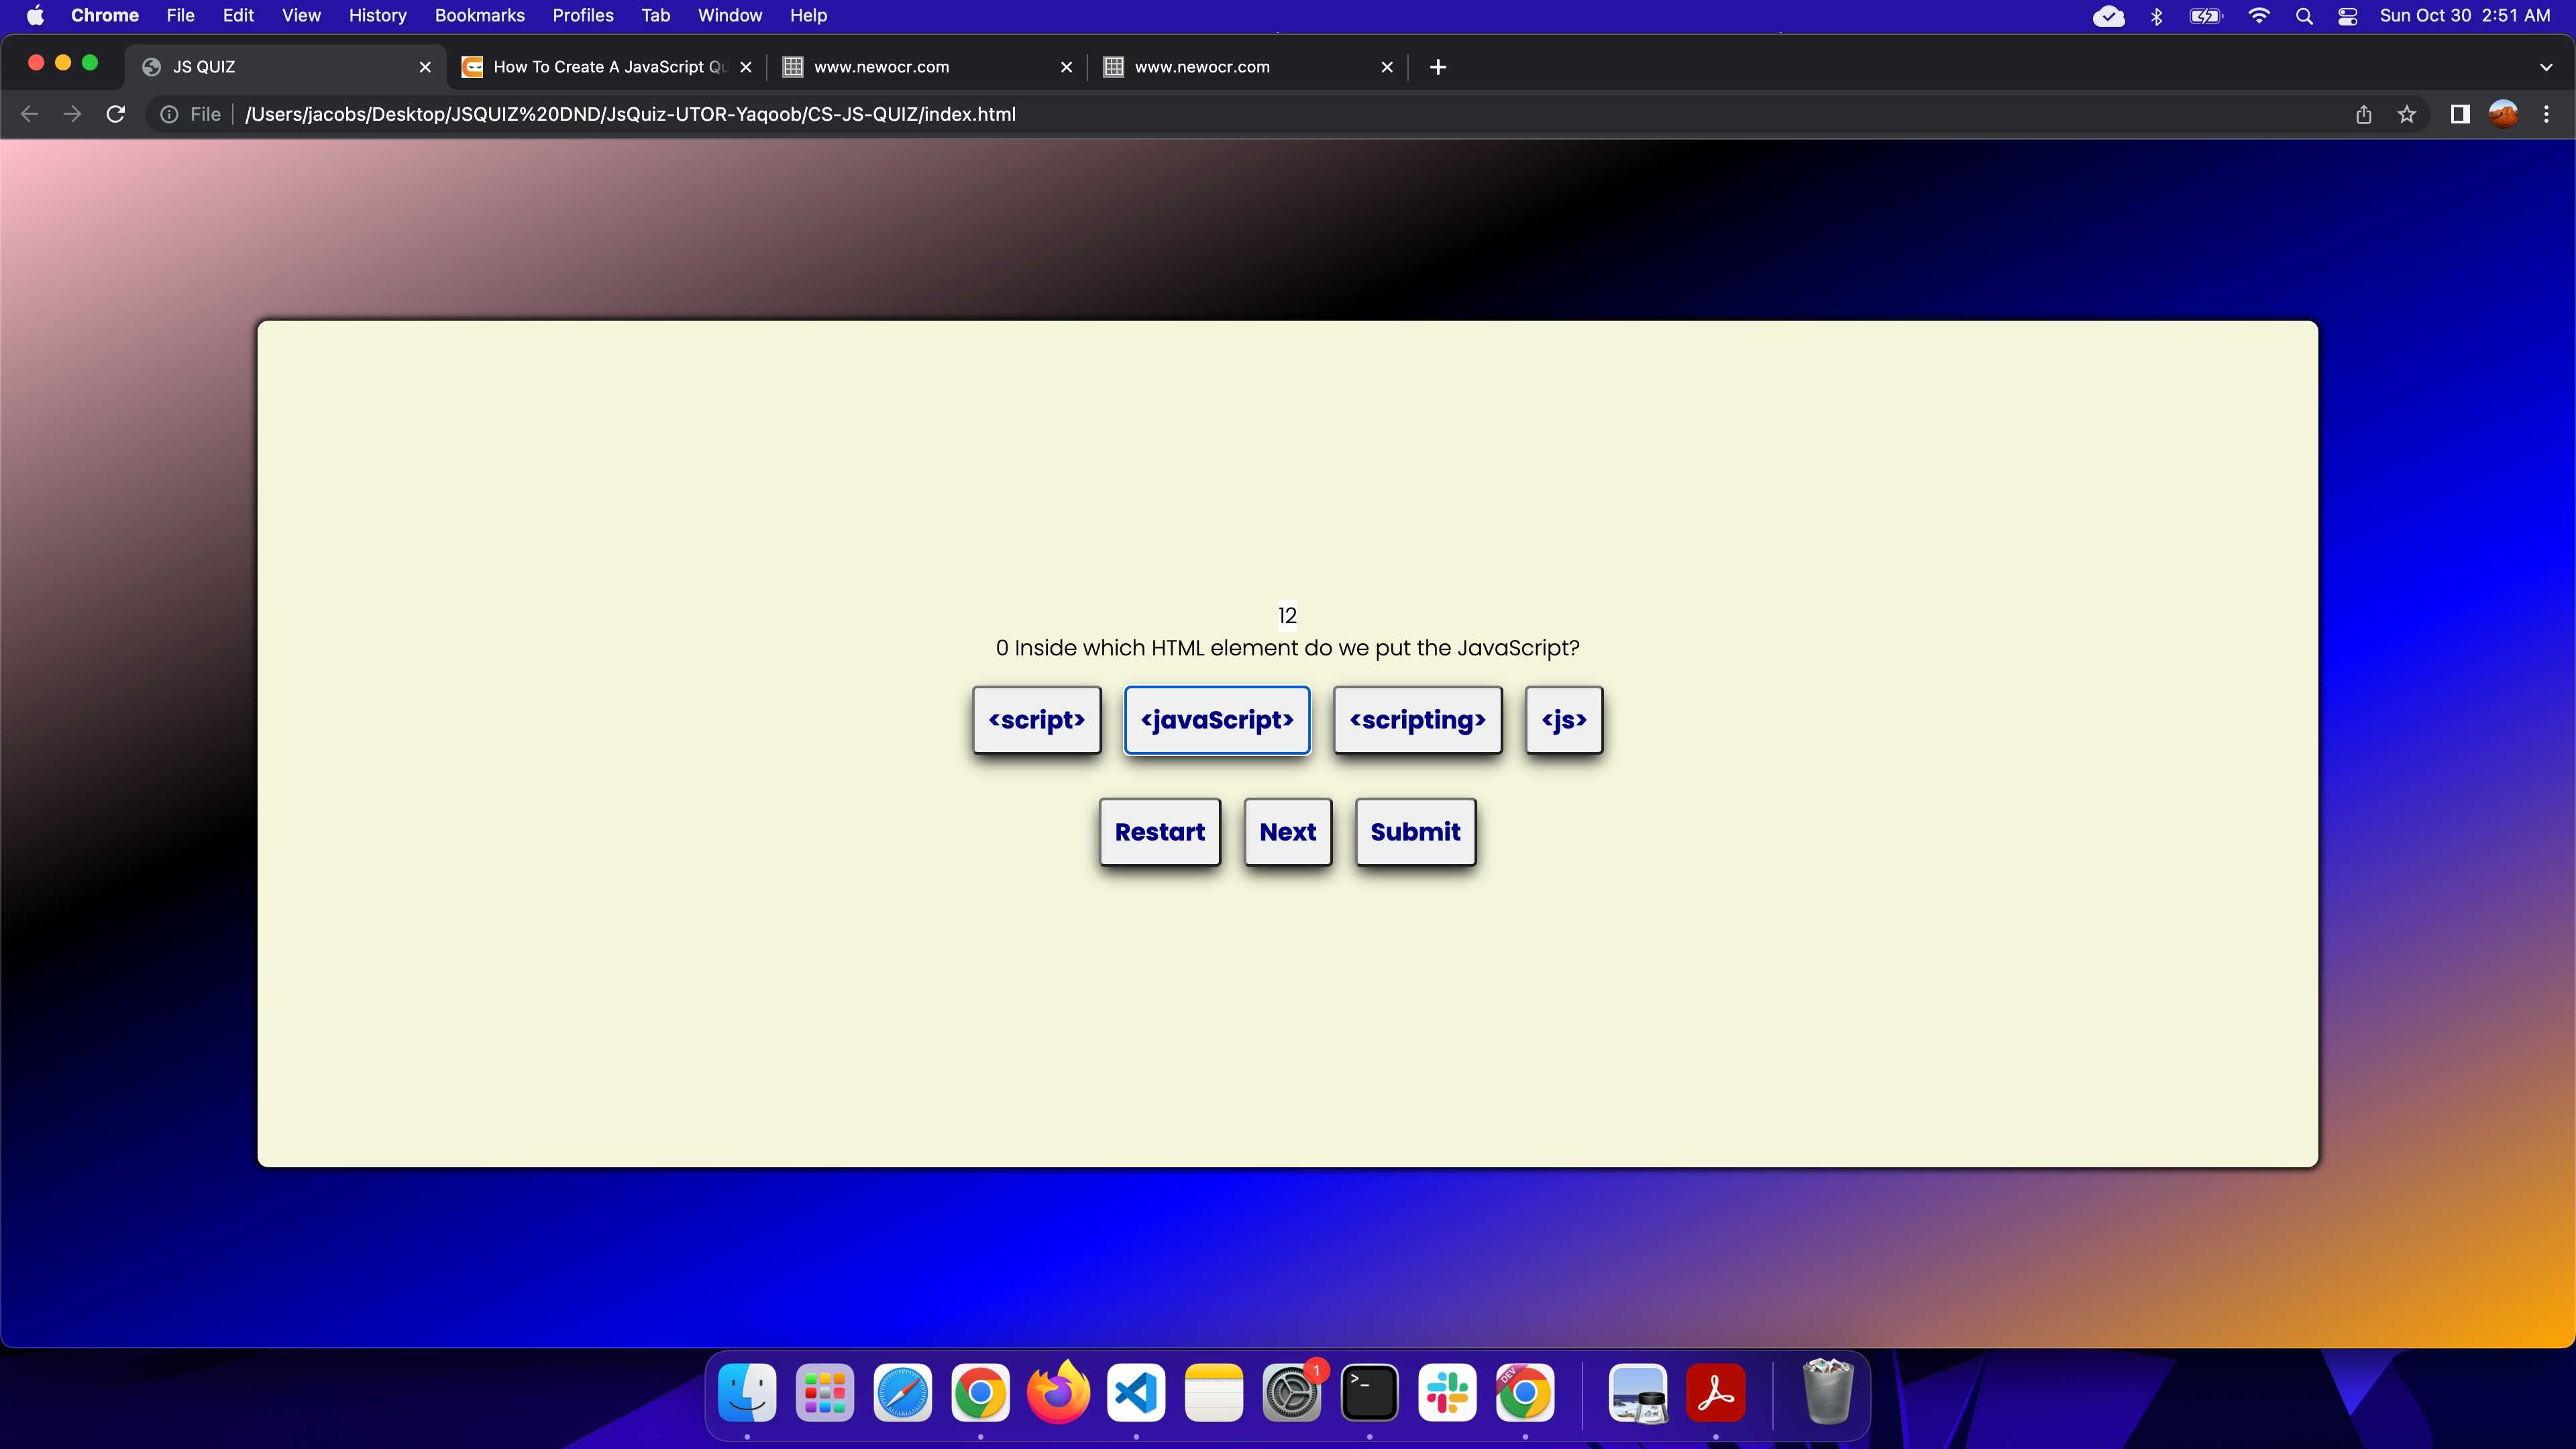 Chrome File Edit View History Bookmarks Profiles Tab Window Help Sun Oct 30 2:51 AM
JS QUIZ How To Create A JavaScript Qu www.newocr.com www.newocr.com
File /Users/jacobs/Desktop/JSQUIZ%20DND/JsQuiz-UTOR-Yaqoob/CS-JS-QUIZ/index.html
12
0 Inside which HTML element do we put the JavaScript?
<script> <javaScript> <scripting> <js>
Restart Next Submit
1
>_
DEV